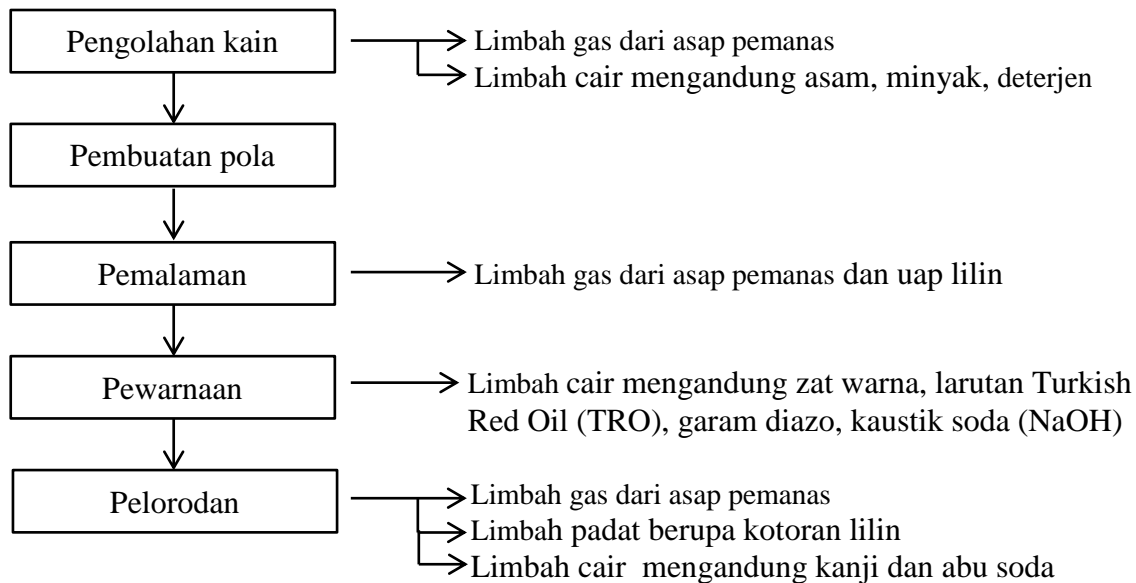 Pengolahan kain
Limbah gas dari asap pemanas
Limbah cair mengandung asam, minyak, deterjen
Pembuatan pola
Pemalaman
Limbah gas dari asap pemanas dan uap lilin
Pewarnaan
Limbah cair mengandung zat warna, larutan Turkish
Red Oil (TRO), garam diazo, kaustik soda (NaOH)
Pelorodan
Limbah gas dari asap pemanas
Limbah padat berupa kotoran lilin
Limbah cair mengandung kanji dan abu soda